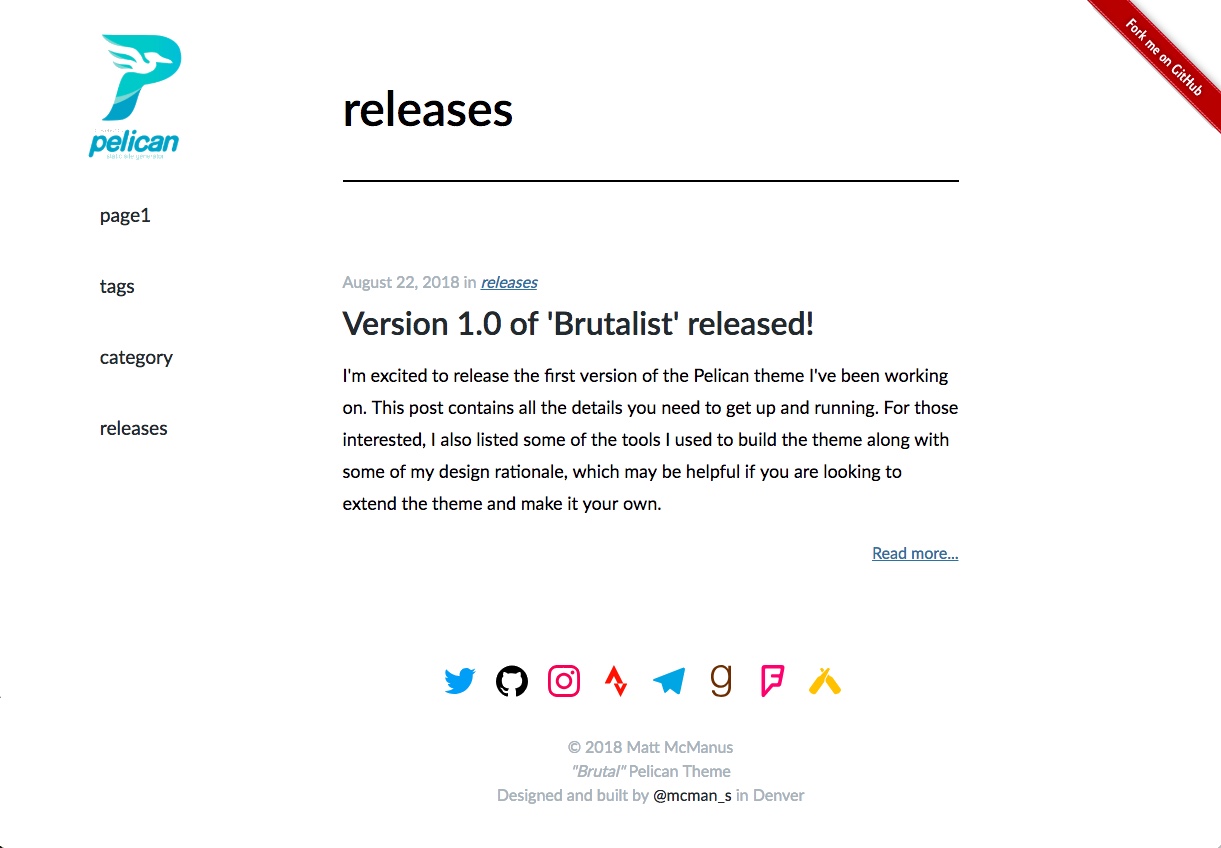 Fork me on GitHub
pelican
page1
tags
category
releases
releases
August 22, 2018 in releases
Version 1.0 of 'Brutalist' released!
I'm excited to release the first version of the Pelican theme I've been working
on. This post contains all the details you need to get up and running. For those
interested, I also listed some of the tools I used to build the theme along with
some of my design rationale, which may be helpful if you are looking to
extend the theme and make it your own.
Read more...
© 2018 Matt McManus
"Brutal" Pelican Theme
Designed and built by @mcman_s in Denver